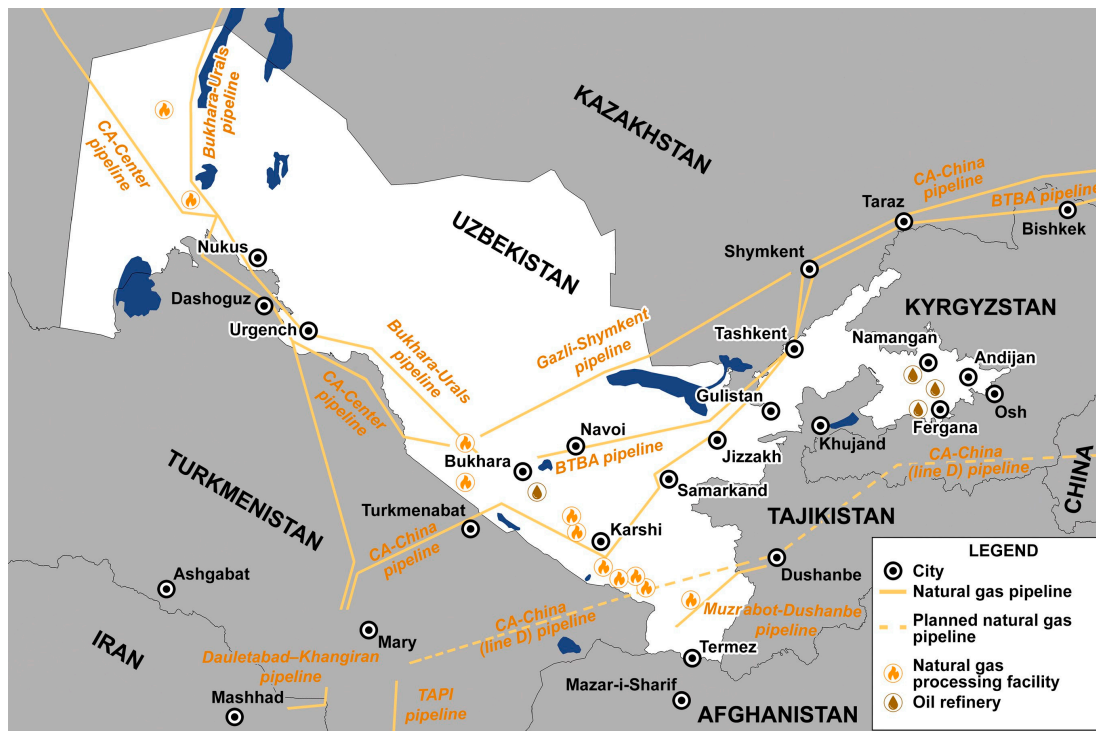 KAZAKHSTAN
Bukhara-Urals
pipeline
CA-Center
pipeline
CA-China
pipeline
BTBA pipeline
Taraz
Bishkek
UZBEKISTAN
Nukus
Shymkent
Dashoguz
KYRGYZSTAN
Urgench
Tashkent
Namangan
Andijan
Bukhara-Urals
pipeline
Gazli-Shymkent
pipeline
CA-Center
pipeline
Gulistan
Osh
Fergana
Khujand
Navoi
BTBA pipeline
Jizzakh
Bukhara
CA-China
(line D) pipeline
CHINA
Samarkand
TURKMENISTAN
Turkmenabat
Karshi
TAJIKISTAN
CA-China
pipeline
Dushanbe
Ashgabat
CA-China
(line D) pipeline
Muzrabot-Dushanbe
pipeline
IRAN
Mary
Termez
Dauletabad–Khangiran
pipeline
Mashhad
TAPI
pipeline
Mazar-i-Sharif
AFGHANISTAN
LEGEND
City
Natural gas pipeline
Planned natural gas
pipeline
Natural gas
processing facility
Oil refinery